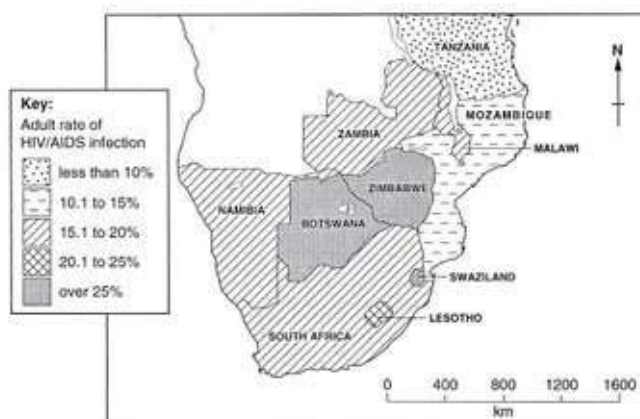 TANZANIA
N
Key:
Adult rate of
HIV/AIDS infection
less than 10%
10.1 to 15%
15.1 to 20%
20.1 to 25%
over 25%
MOZAMBIQUE
ZAMBIA
MALAWI
ZIMBABWE
NAMIBIA
BOTSWANA
SWAZILAND
LESOTHO
SOUTH AFRICA
0 400 800 1200 1600
km